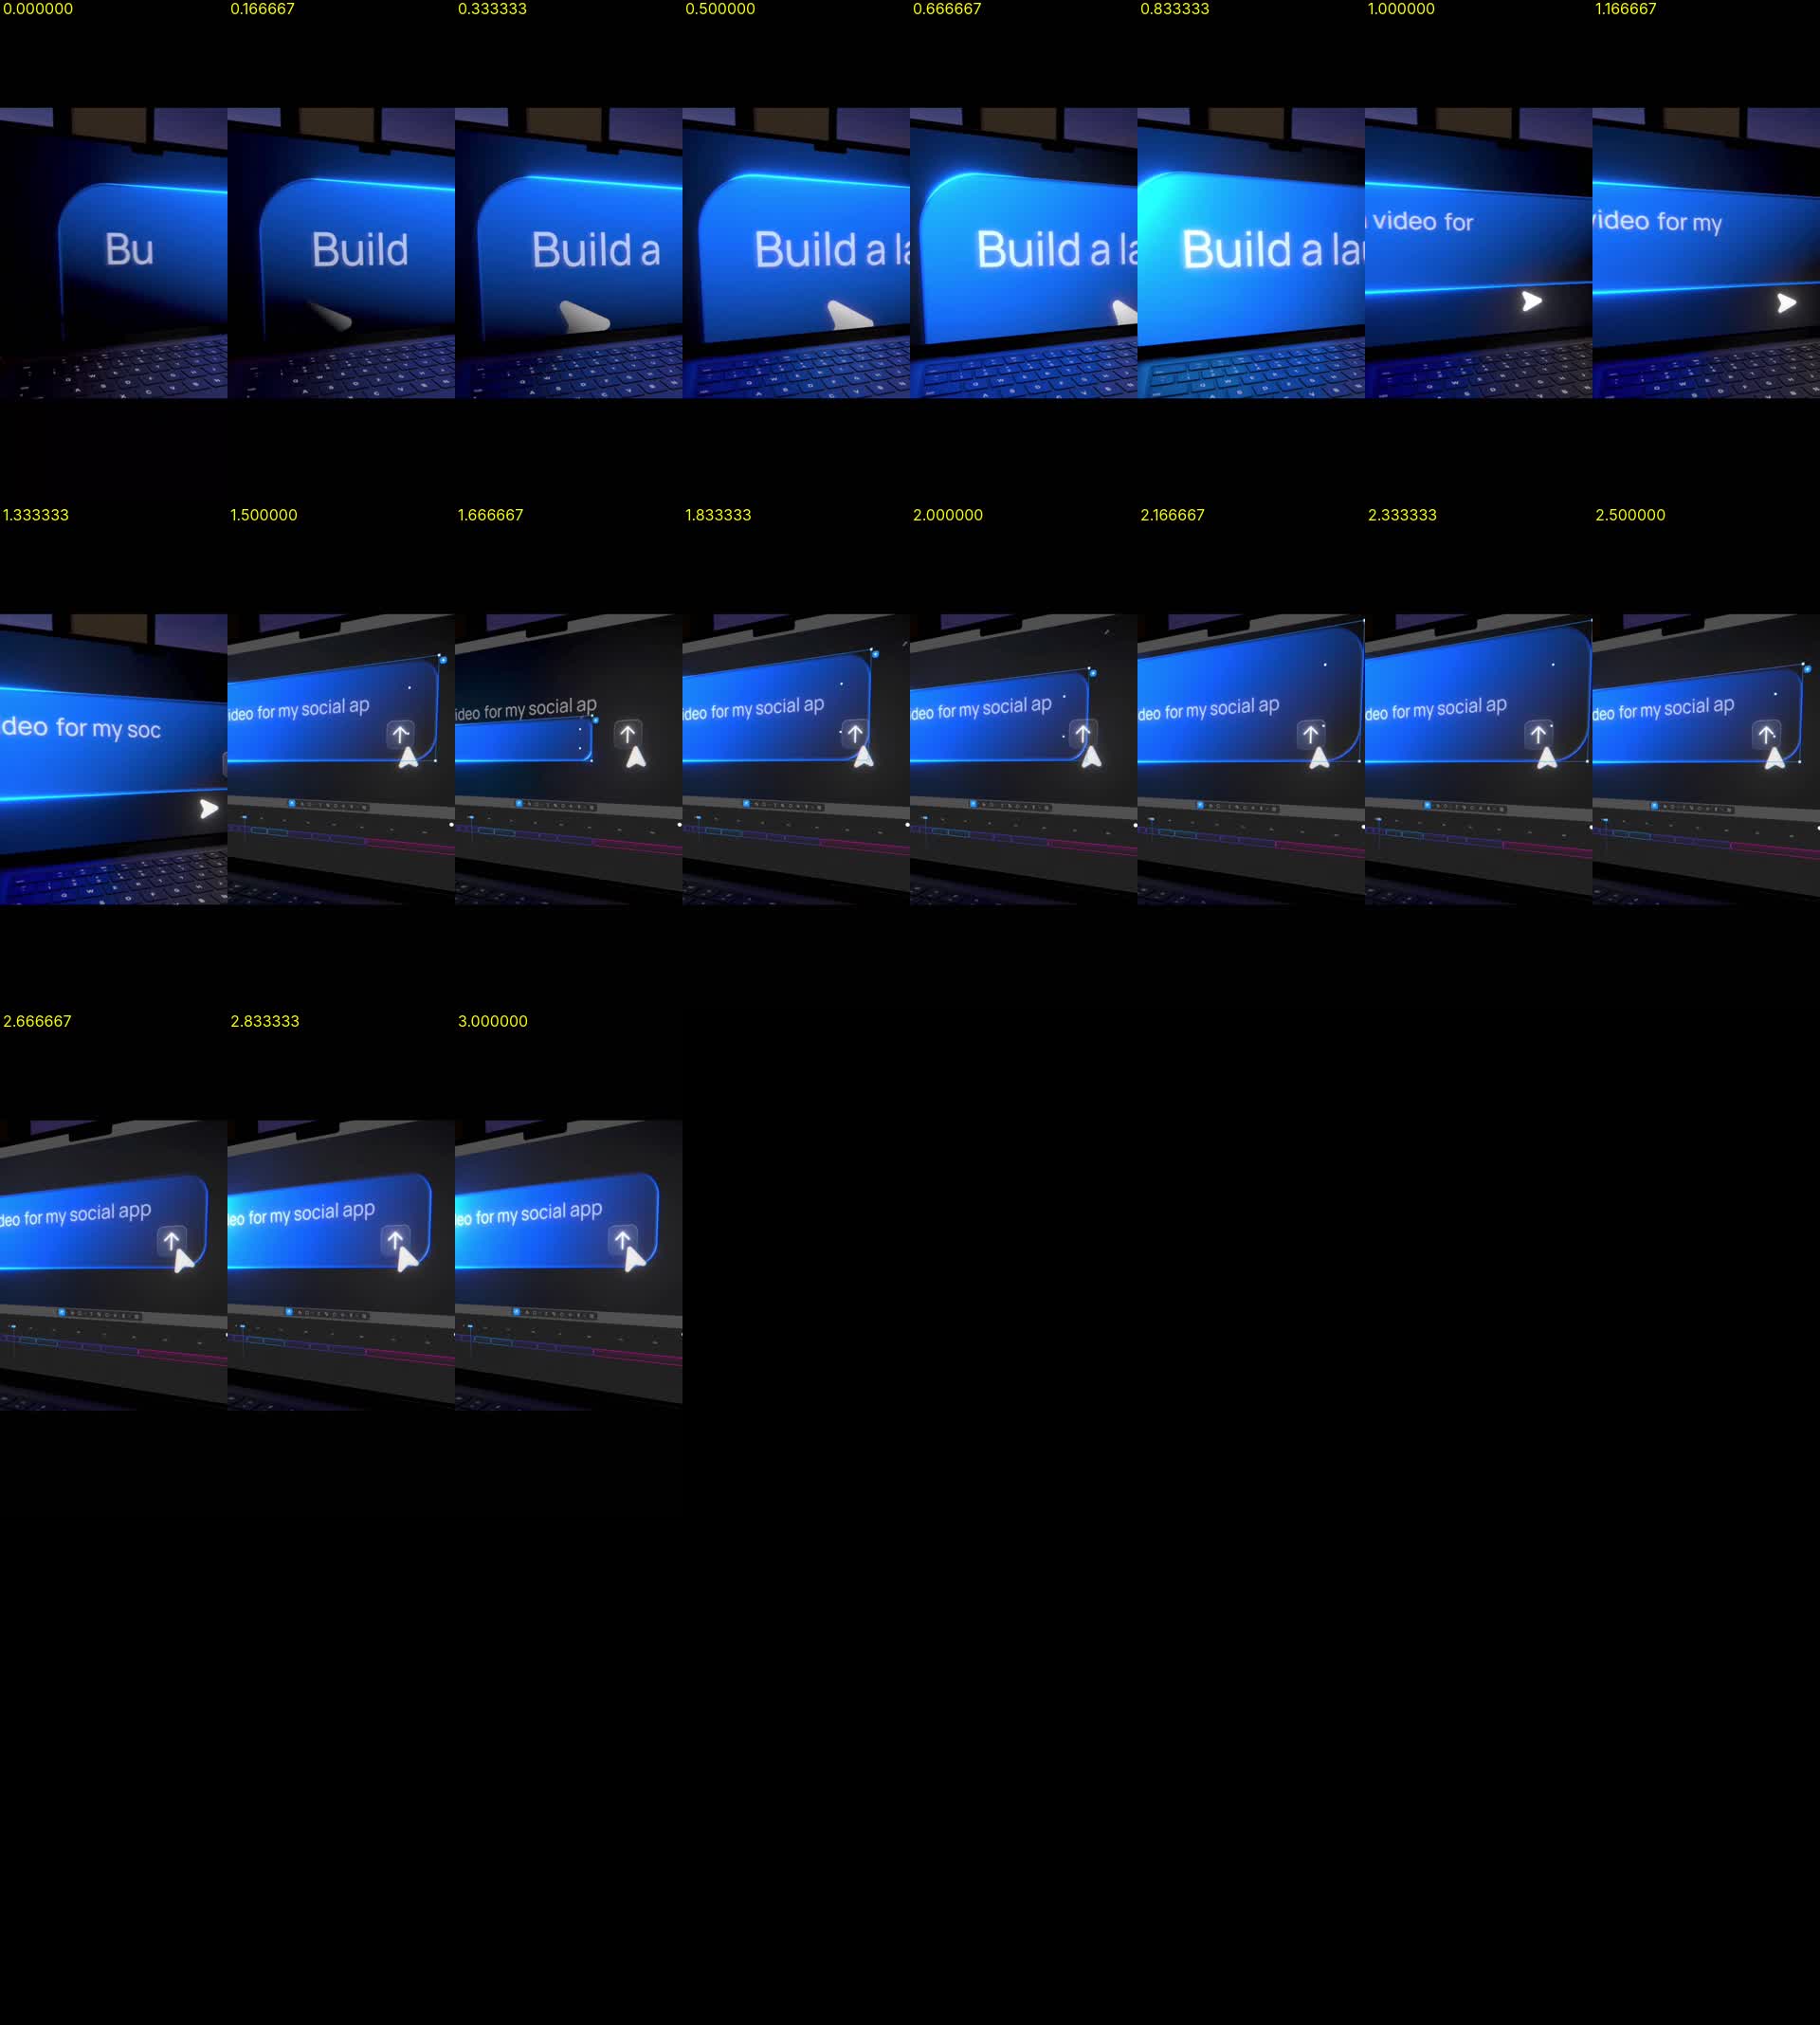 0.000000
0.166667
0.333333
0.500000
0.666667
0.833333
1.000000
1.166667
Bu
Build
Build a
Build a la
Build a la
Build a lau
video for
video for my
1.333333
1.500000
1.666667
1.833333
2.000000
2.166667
2.333333
2.500000
deo for my soc
ideo for my social ap
ideo for my social ap
ideo for my social ap
deo for my social ap
deo for my social ap
deo for my social ap
deo for my social ap
2.666667
2.833333
3.000000
deo for my social app
eo for my social app
eo for my social app